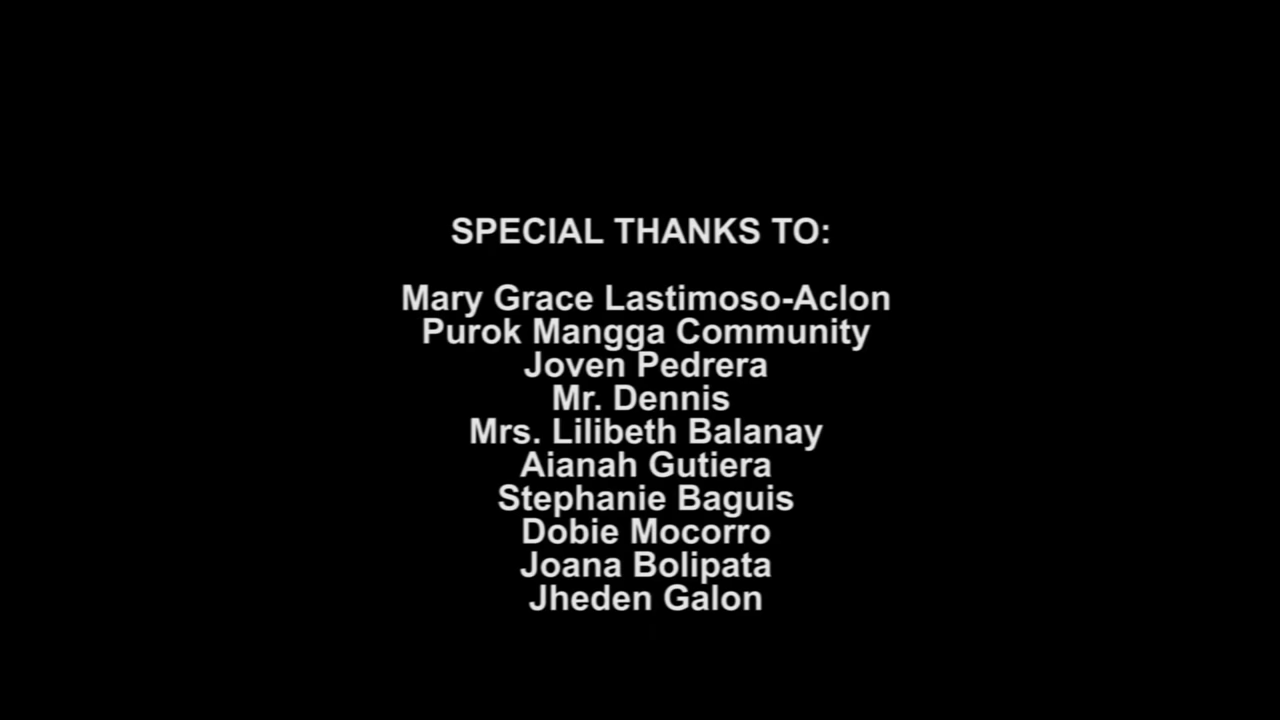 SPECIAL THANKS TO:
Mary Grace Lastimoso-Aclon
Purok Mangga Community
Joven Pedrera
Mr. Dennis
Mrs. Lilibeth Balanay
Aianah Gutiera
Stephanie Baguis
Dobie Mocorro
Joana Bolipata
Jheden Galon